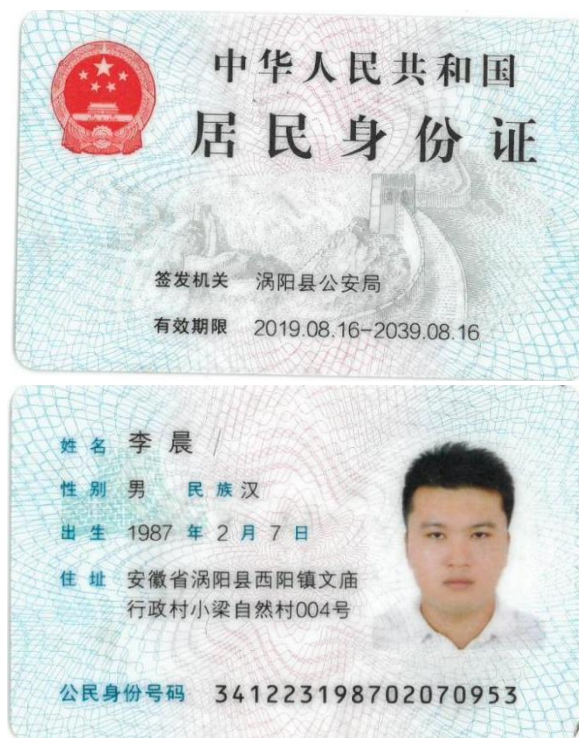 中华人民共和国
居民身份证
签发机关 涡阳县公安局
有效期限 2019.08.16-2039.08.16
姓名 李晨
性别 男 民族 汉
出生 1987 年 2 月 7 日
住址 安徽省涡阳县西阳镇文庙
行政村小梁自然村004号
公民身份号码 341223198702070953